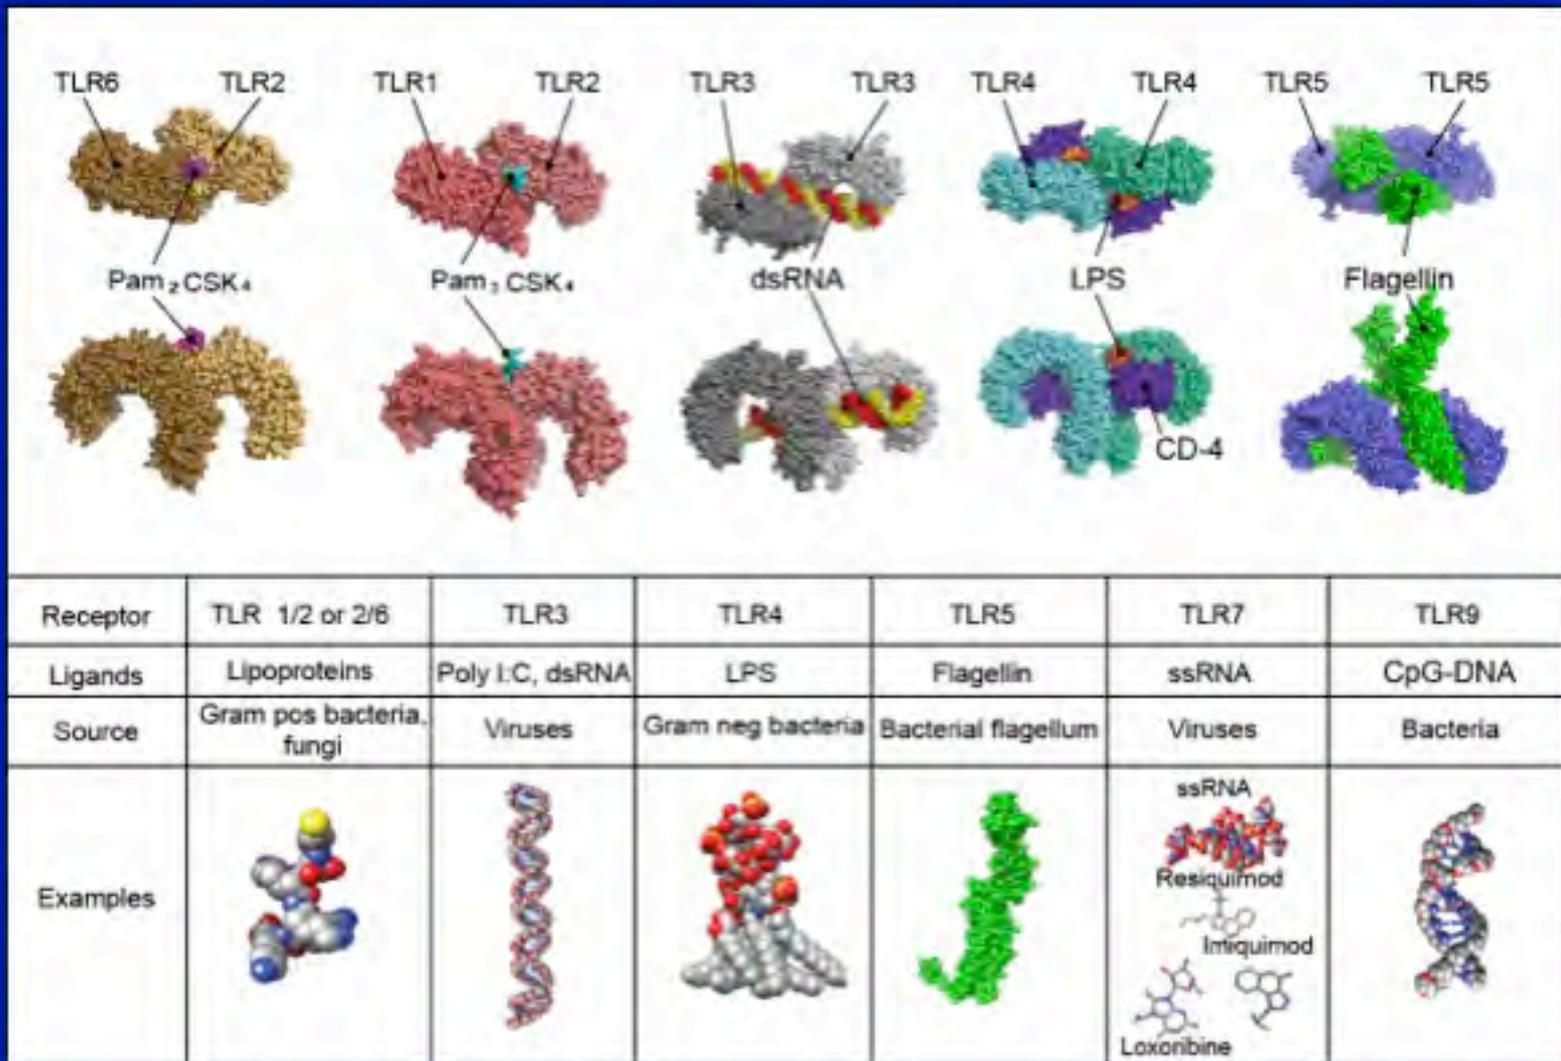 TLR6 TLR2 TLR1 TLR2 TLR3 TLR3 TLR4 TLR4 TLR5 TLR5
Pam₂CSK₄ Pam₃CSK₄ dsRNA LPS Flagellin
CD-4
Receptor TLR 1/2 or 2/6 TLR3 TLR4 TLR5 TLR7 TLR9
Ligands Lipoproteins Poly I:C, dsRNA LPS Flagellin ssRNA CpG-DNA
Source Gram pos bacteria, fungi Viruses Gram neg bacteria Bacterial flagellum Viruses Bacteria
Examples
ssRNA
Resiquimod
Imiquimod
Loxoribine